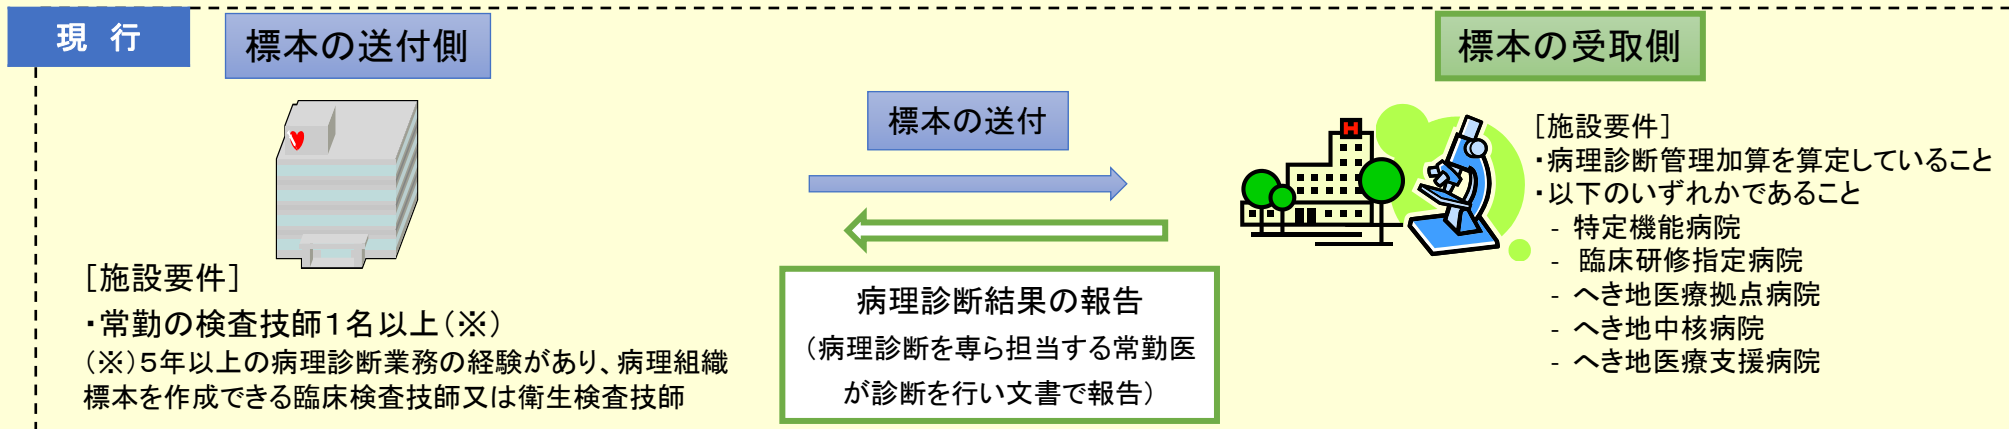 現 行
標本の送付側
[施設要件]
・常勤の検査技師1名以上(※)
(※)5年以上の病理診断業務の経験があり、病理組織
標本を作成できる臨床検査技師又は衛生検査技師
標本の送付
病理診断結果の報告
(病理診断を専ら担当する常勤医
が診断を行い文書で報告)
標本の受取側
H
[施設要件]
・病理診断管理加算を算定していること
・以下のいずれかであること
- 特定機能病院
- 臨床研修指定病院
- へき地医療拠点病院
- へき地中核病院
- へき地医療支援病院